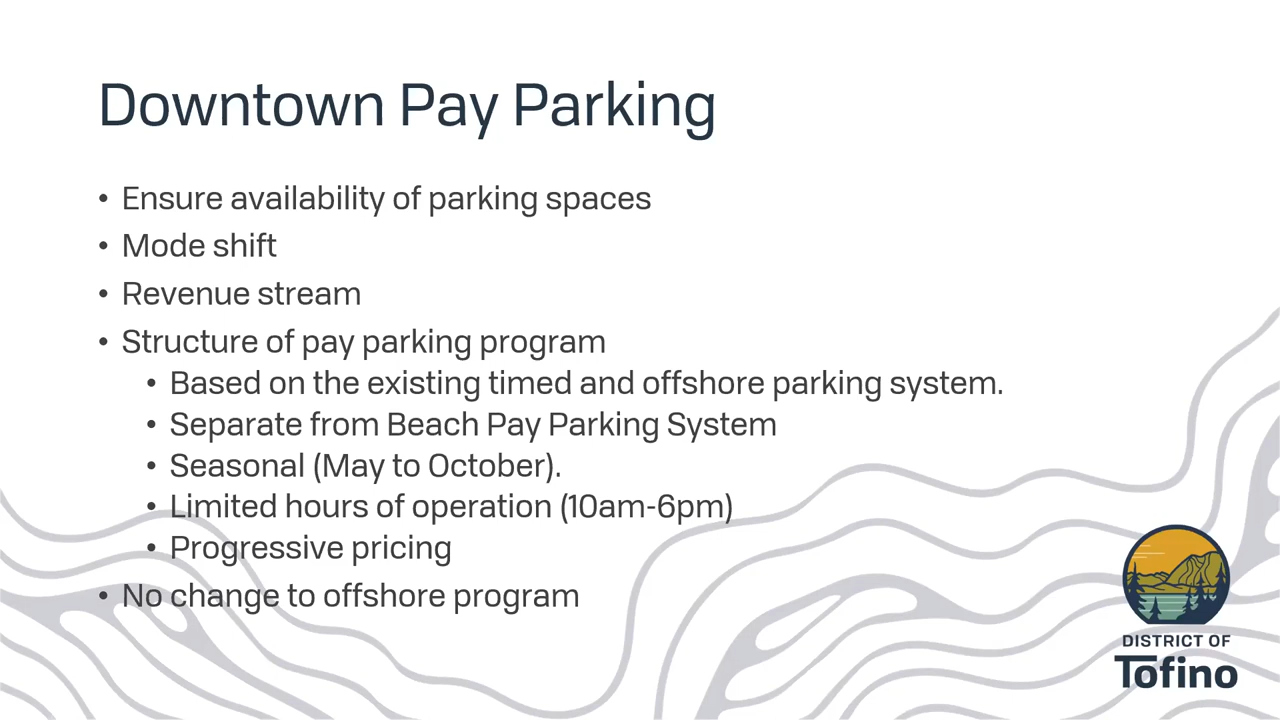 Downtown Pay Parking
• Ensure availability of parking spaces
• Mode shift
• Revenue stream
• Structure of pay parking program
• Based on the existing timed and offshore parking system.
• Separate from Beach Pay Parking System
• Seasonal (May to October).
• Limited hours of operation (10am-6pm)
• Progressive pricing
• No change to offshore program
DISTRICT OF
Tofino